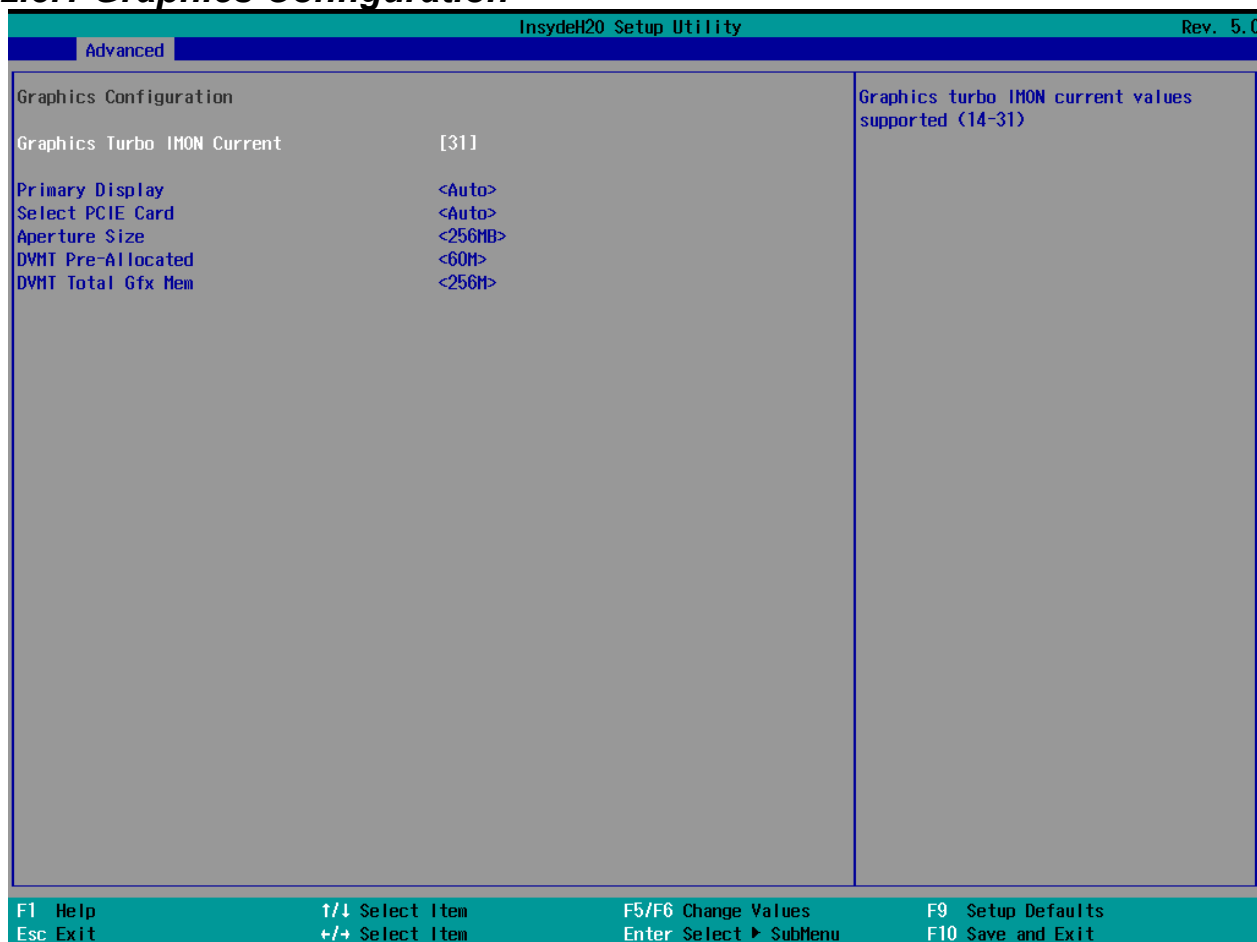 Graphics Configuration
InsydeH20 Setup Utility Rev. 5.0
Advanced
Graphics Configuration
Graphics Turbo IMON Current [31]
Primary Display <Auto>
Select PCIE Card <Auto>
Aperture Size <256MB>
DVMT Pre-Allocated <60M>
DVMT Total Gfx Mem <256M>
Graphics turbo IMON current values
supported (14-31)
F1 Help ↑/↓ Select Item F5/F6 Change Values F9 Setup Defaults
Esc Exit ←/→ Select Item Enter Select ▶ SubMenu F10 Save and Exit